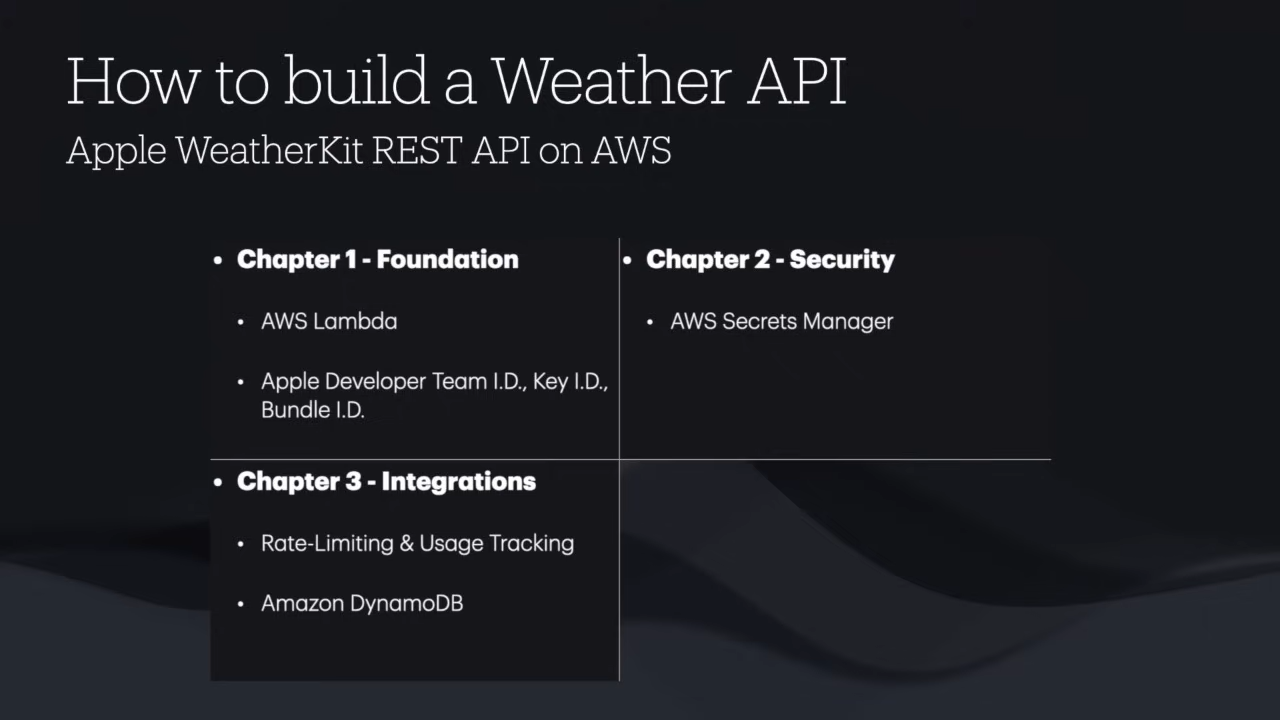 How to build a Weather API
Apple WeatherKit REST API on AWS
• Chapter 1 - Foundation
• AWS Lambda
• Apple Developer Team I.D., Key I.D.,
Bundle I.D.
• Chapter 2 - Security
• AWS Secrets Manager
• Chapter 3 - Integrations
• Rate-Limiting & Usage Tracking
• Amazon DynamoDB